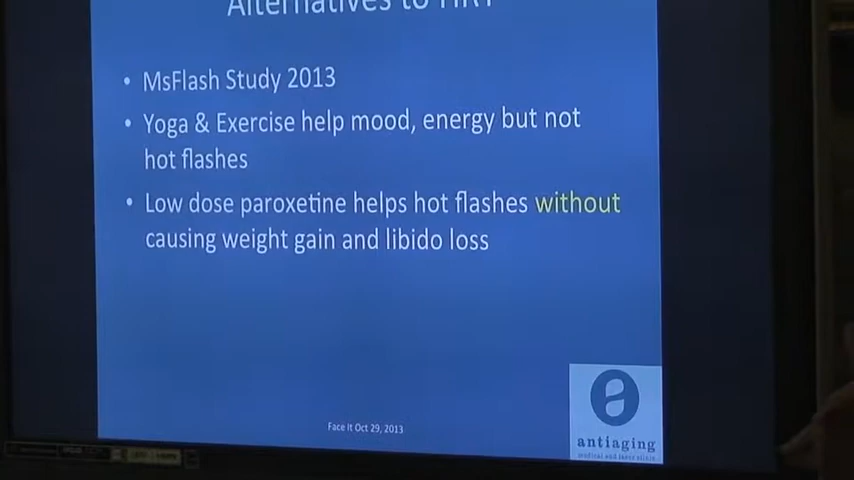 Alternatives to HRT
• MsFlash Study 2013
• Yoga & Exercise help mood, energy but not
hot flashes
• Low dose paroxetine helps hot flashes without
causing weight gain and libido loss
Face It Oct 29, 2013
antiaging
medical and laser clinic